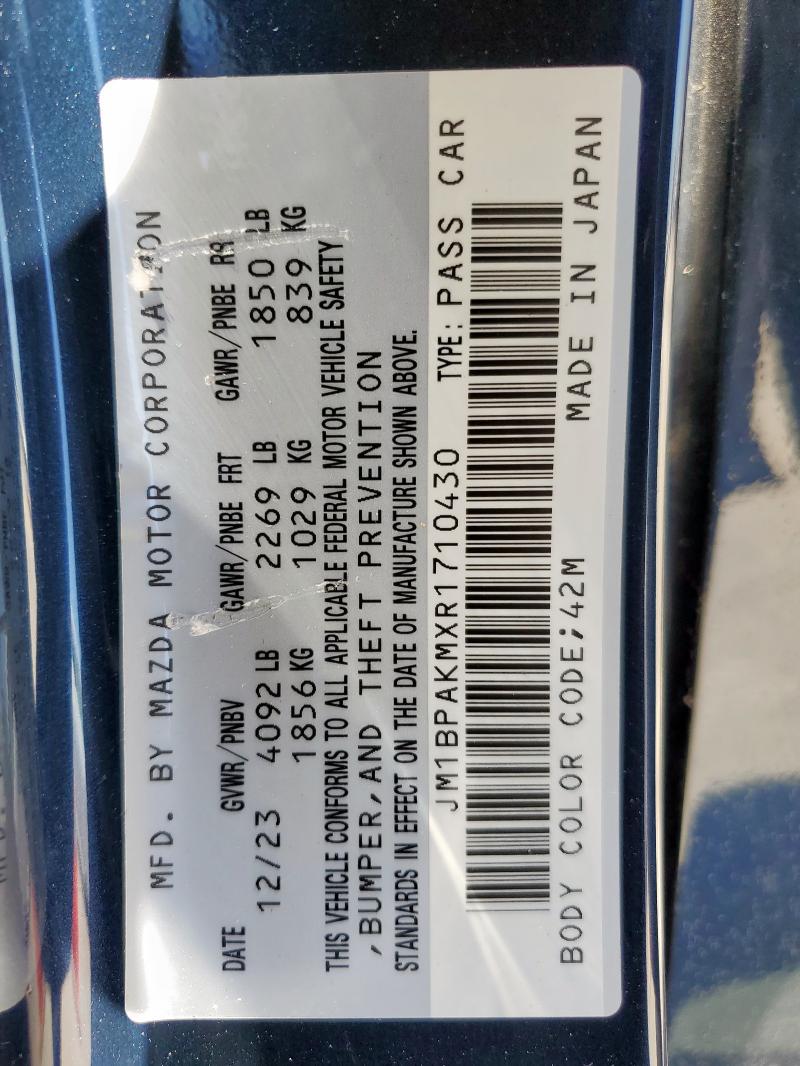 MFD. BY MAZDA MOTOR CORPORATION
DATE GVWR/PNBV GAWR/PNBE FRT GAWR/PNBE RR
12/23 4092 LB 2269 LB 1850 LB
1856 KG 1029 KG 839 KG
THIS VEHICLE CONFORMS TO ALL APPLICABLE FEDERAL MOTOR VEHICLE SAFETY
,BUMPER,AND THEFT PREVENTION
STANDARDS IN EFFECT ON THE DATE OF MANUFACTURE SHOWN ABOVE.
JM1BPAKMXR1710430 TYPE: PASS CAR
BODY COLOR CODE;42M MADE IN JAPAN